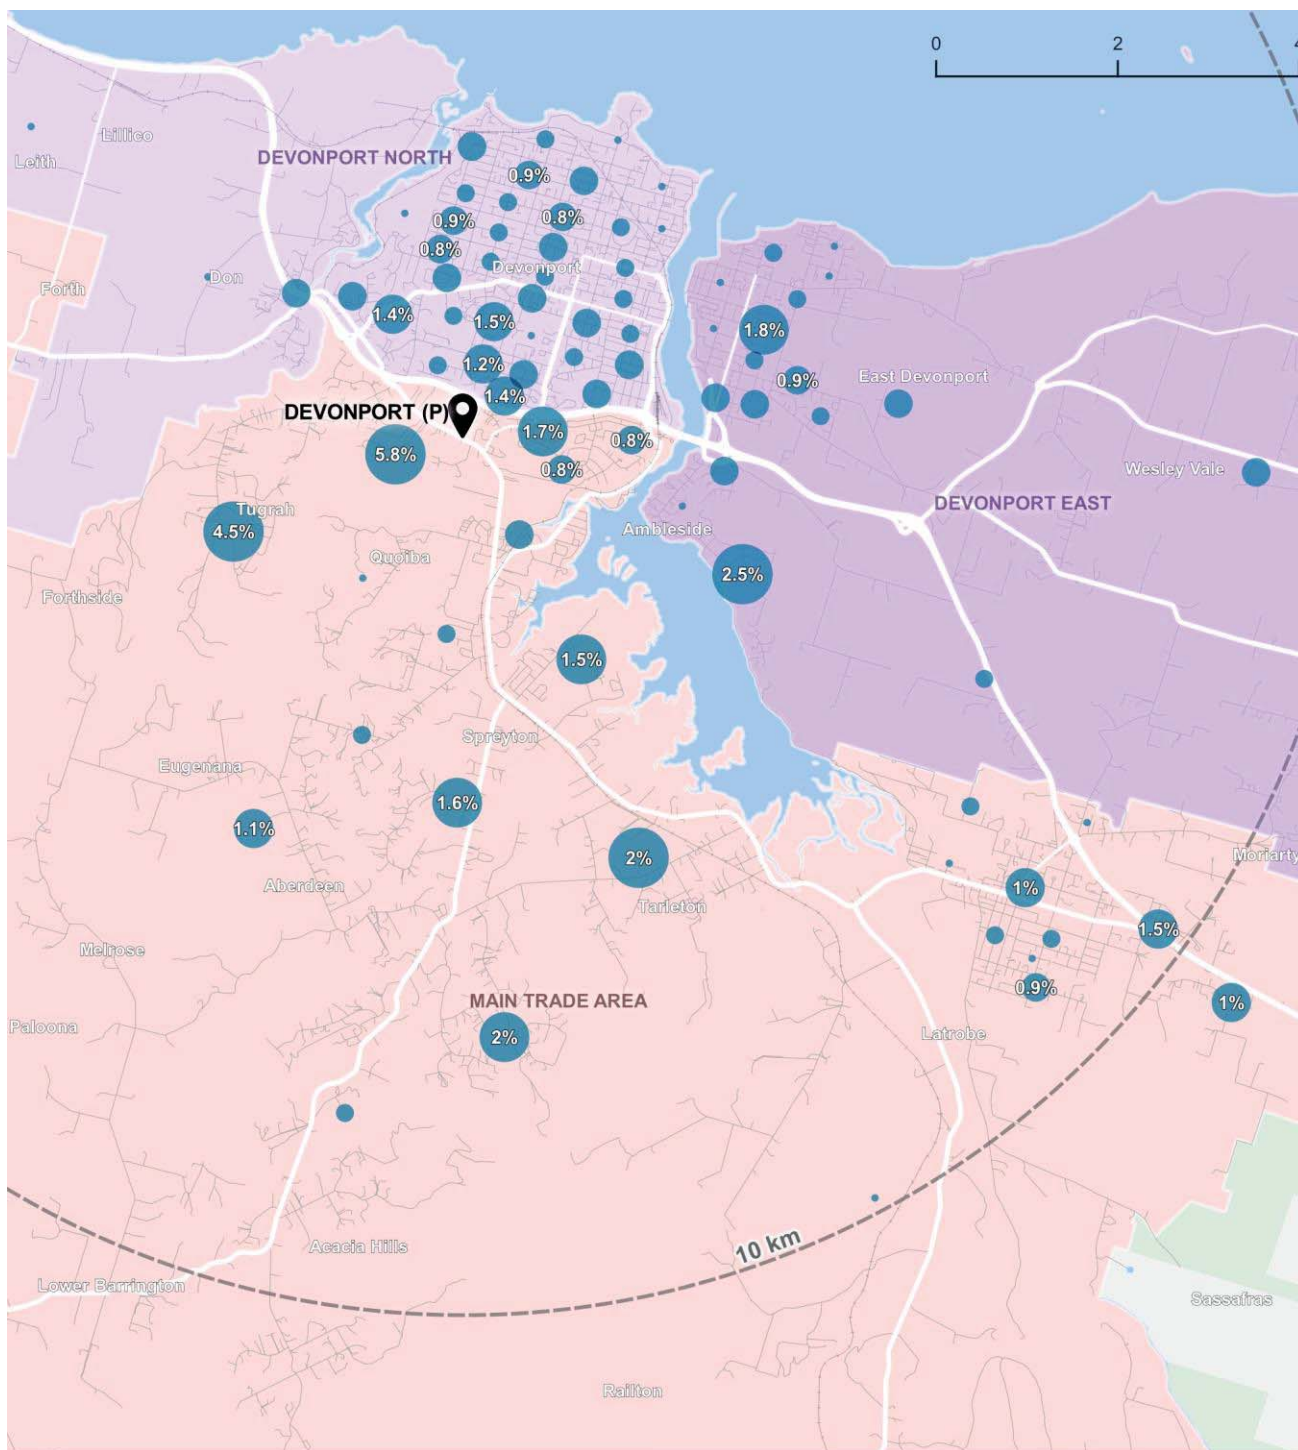 0 2 4
Lillico
Leith
DEVONPORT NORTH
0.9%
0.9%
0.8%
0.8%
Devonport
Don
Forth
1.4%
1.5%
1.8%
1.2%
0.9%
East Devonport
1.4%
DEVONPORT (P)
1.7%
0.8%
5.8%
0.8%
Wesley Vale
DEVONPORT EAST
Tugrah
4.5%
Ambleside
Quoiba
2.5%
Forthside
1.5%
Spreyton
Eugenana
1.6%
1.1%
2%
Moriarty
Aberdeen
1%
Tarleton
1.5%
Melrose
0.9%
MAIN TRADE AREA
1%
Paloona
Latrobe
2%
10 km
Acacia Hills
Lower Barrington
Sassafras
Railton